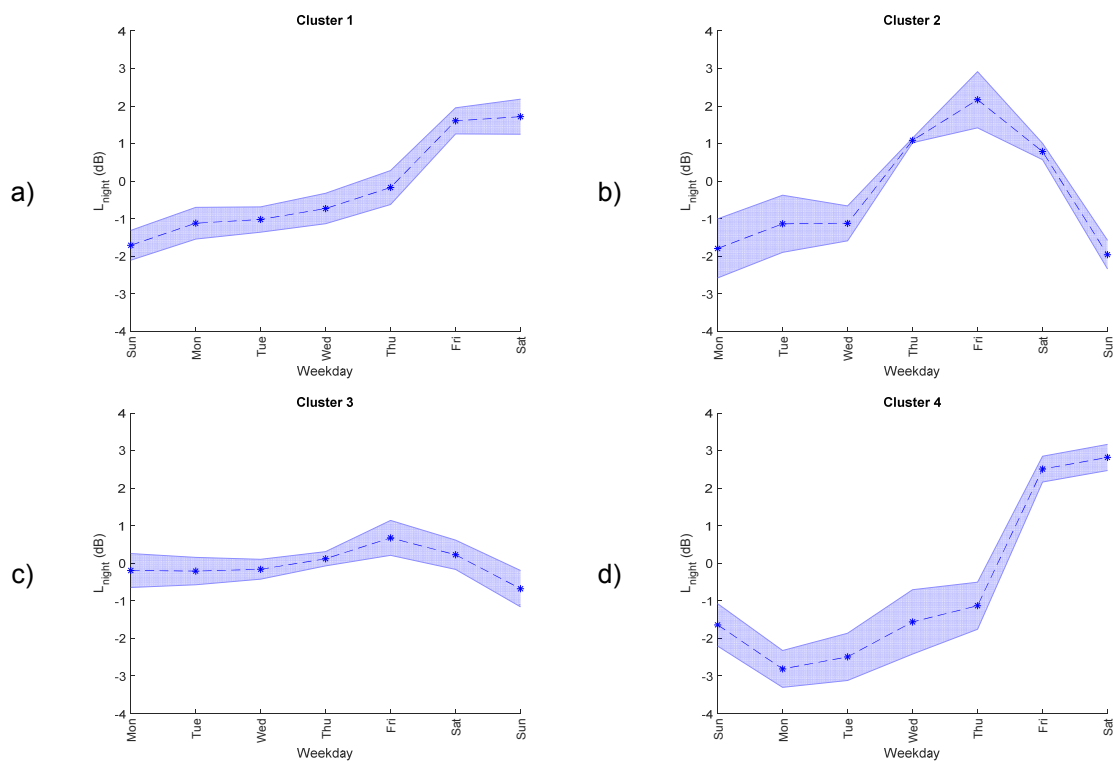 Cluster 1
4
3
2
1
0
-1
-2
-3
-4
L_night (dB)
Sun
Mon
Tue
Wed
Thu
Fri
Sat
Weekday
a)
Cluster 2
4
3
2
1
0
-1
-2
-3
-4
L_night (dB)
Mon
Tue
Wed
Thu
Fri
Sat
Sun
Weekday
b)
Cluster 3
4
3
2
1
0
-1
-2
-3
-4
L_night (dB)
Mon
Tue
Wed
Thu
Fri
Sat
Sun
Weekday
c)
Cluster 4
4
3
2
1
0
-1
-2
-3
-4
L_night (dB)
Sun
Mon
Tue
Wed
Thu
Fri
Sat
Weekday
d)